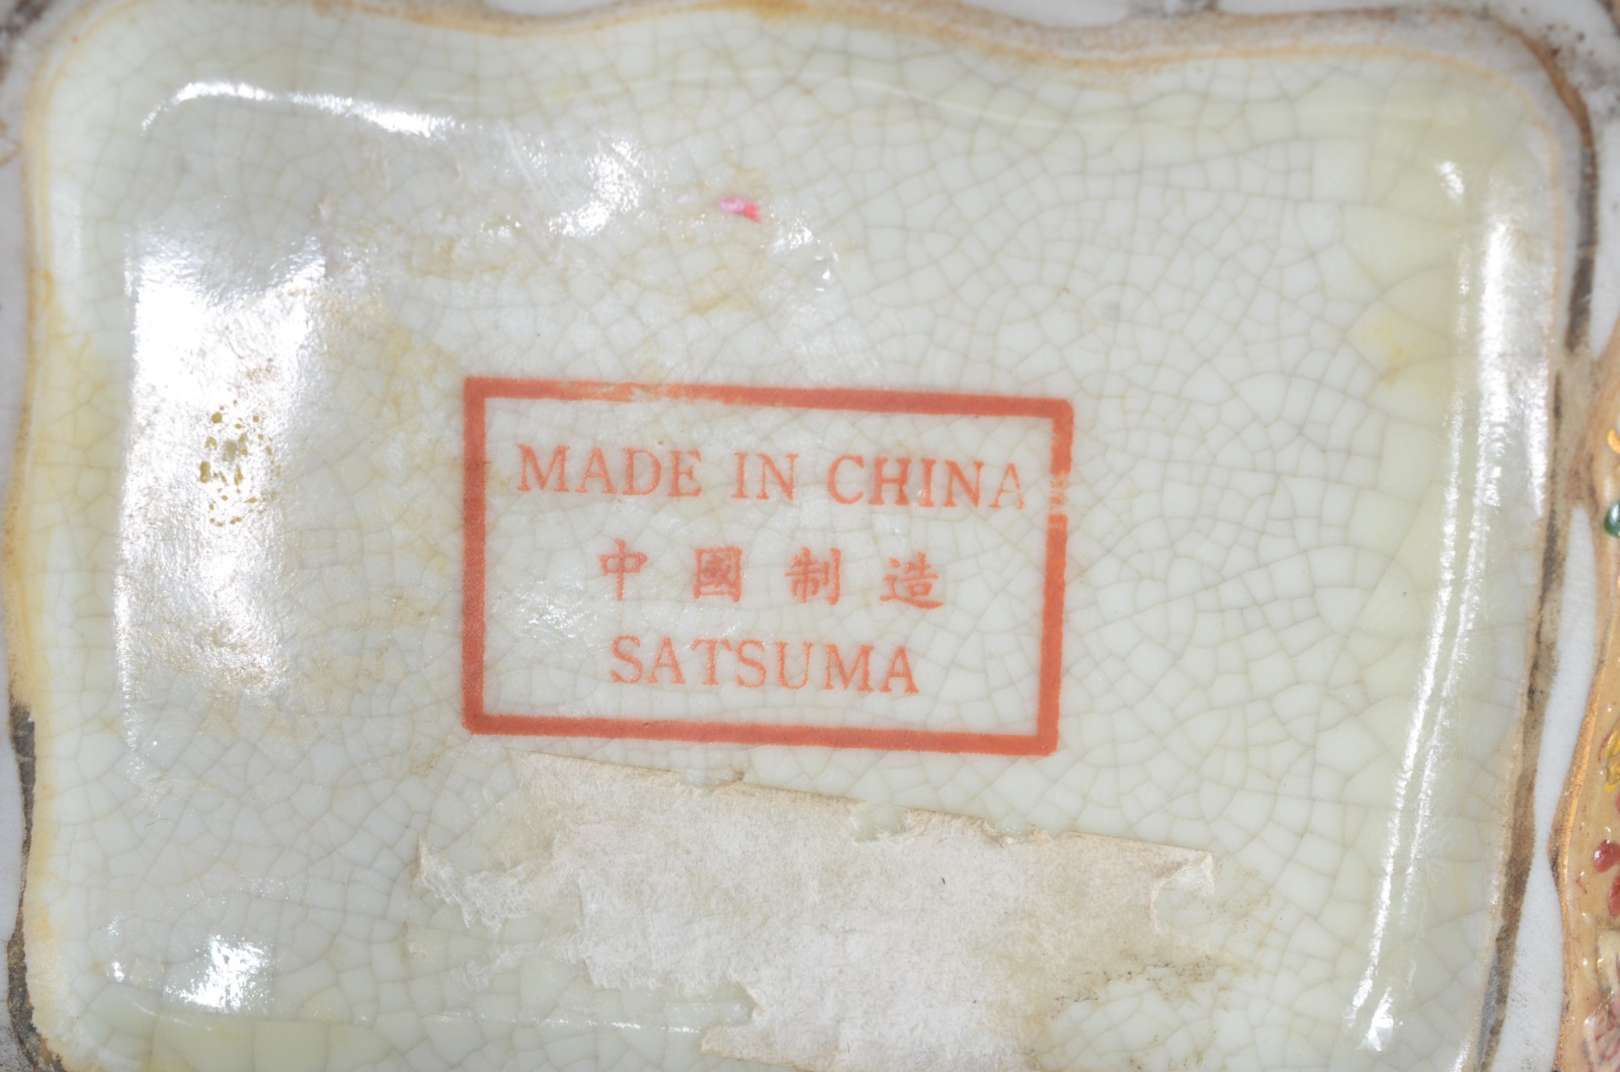 MADE IN CHINA
中國制造
SATSUMA